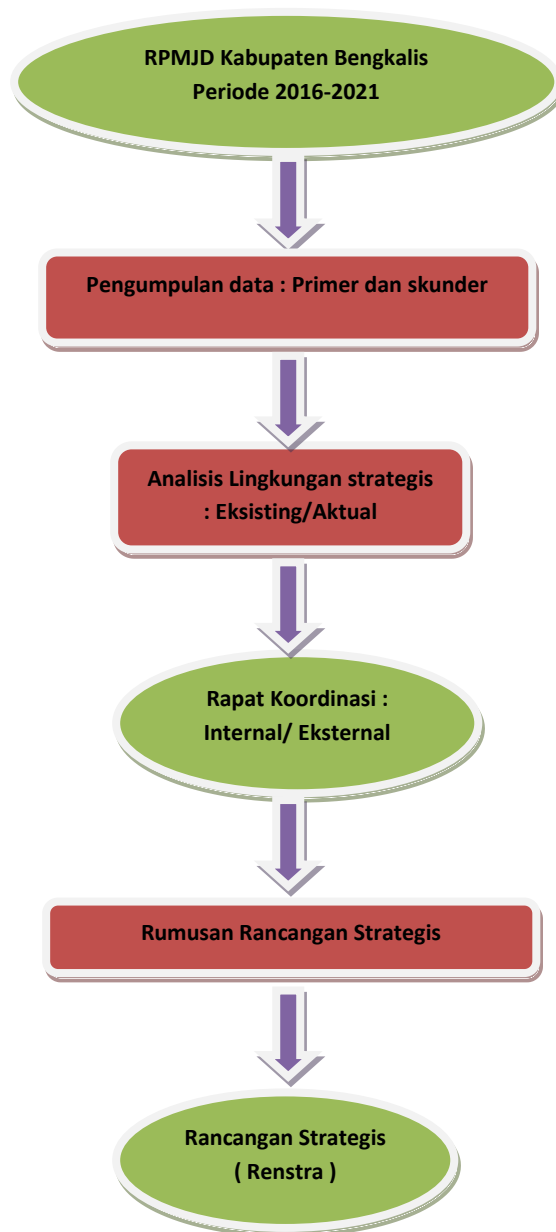 RPMJD Kabupaten Bengkalis
Periode 2016-2021
Pengumpulan data : Primer dan skunder
Analisis Lingkungan strategis
: Eksisting/Aktual
Rapat Koordinasi :
Internal/ Eksternal
Rumusan Rancangan Strategis
Rancangan Strategis
( Renstra )